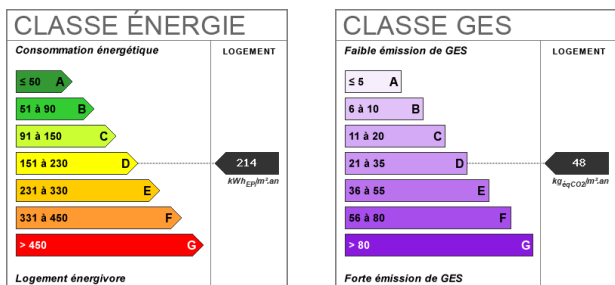 CLASSE ÉNERGIE
Consommation énergétique
LOGEMENT
≤ 50 A
51 à 90 B
91 à 150 C
151 à 230 D
214
kWhEP/m².an
231 à 330 E
331 à 450 F
> 450 G
Logement énergivore
CLASSE GES
Faible émission de GES
LOGEMENT
≤ 5 A
6 à 10 B
11 à 20 C
21 à 35 D
48
kgéqCO2/m².an
36 à 55 E
56 à 80 F
> 80 G
Forte émission de GES